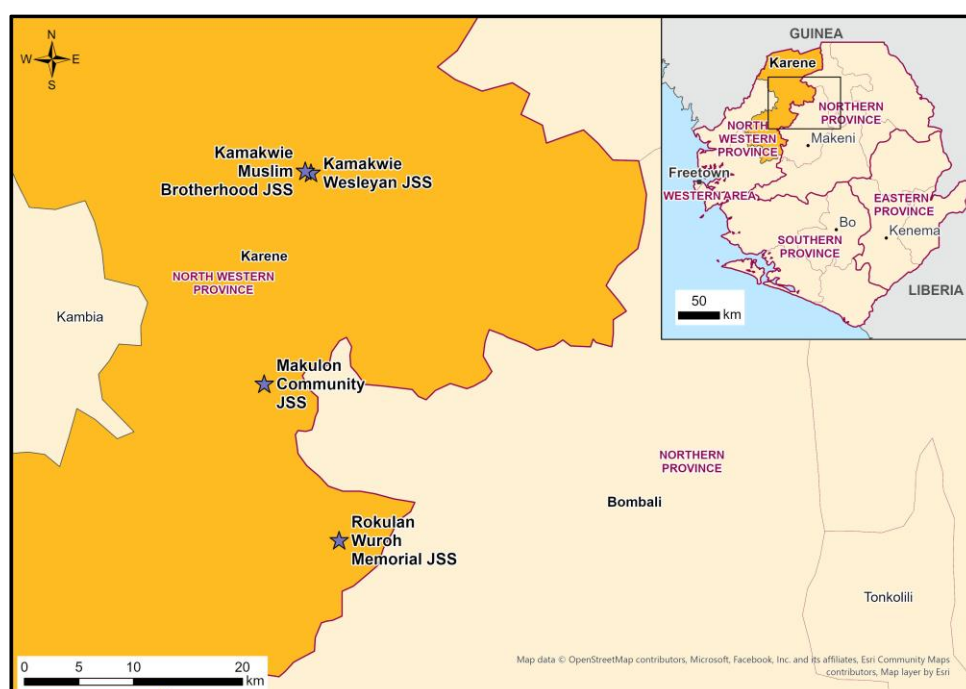 N
W
E
S
Kamakwie
Muslim
Brotherhood JSS
Kamakwie
Wesleyan JSS
Karene
NORTH WESTERN
PROVINCE
Kambia
Makulon
Community
JSS
NORTHERN
PROVINCE
Bombali
Rokulan
Wuroh
Memorial JSS
Tonkolili
0 5 10 20
km
Map data © OpenStreetMap contributors, Microsoft, Facebook, Inc. and its affiliates, Esri Community Maps
contributors, Map layer by Esri
GUINEA
Karene
NORTHERN
PROVINCE
NORTH
WESTERN
PROVINCE
Makeni
Freetown
WESTERN AREA
EASTERN
PROVINCE
Bo
Kenema
SOUTHERN
PROVINCE
LIBERIA
50
km